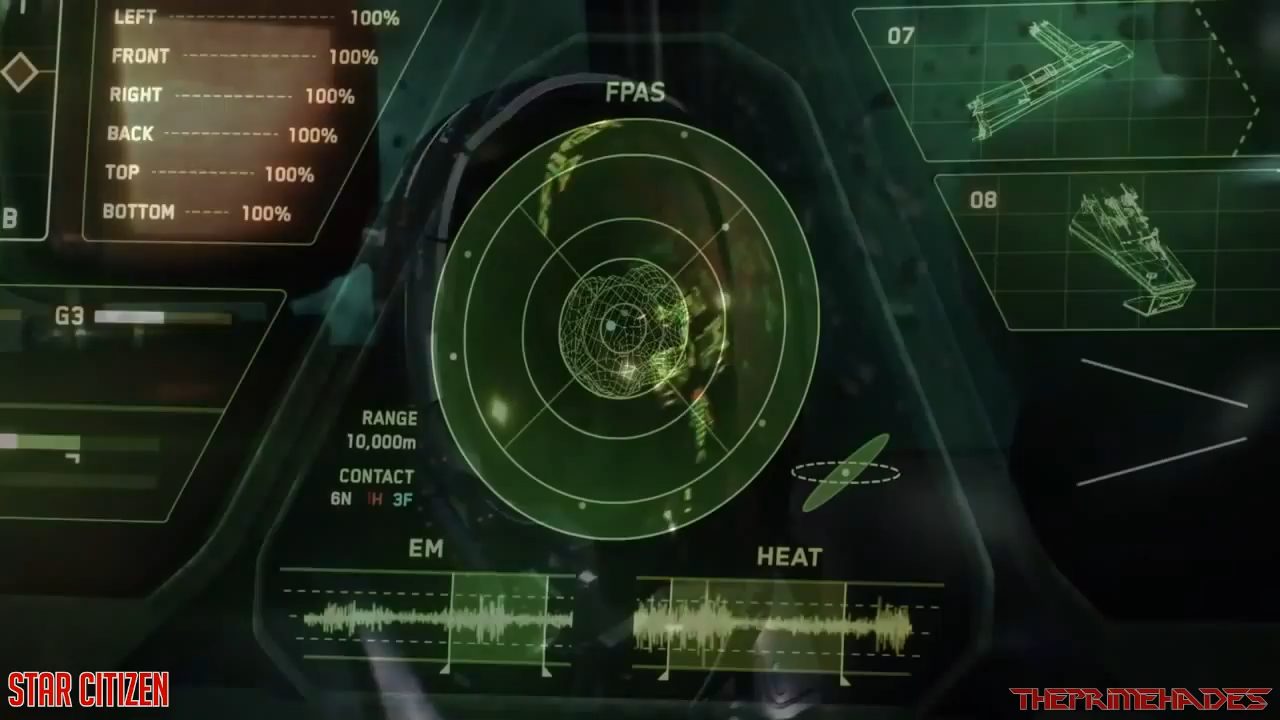 LEFT 100%
FRONT 100%
RIGHT 100%
BACK 100%
TOP 100%
BOTTOM 100%
B
G3
FPAS
07
08
RANGE
10,000m
CONTACT
6N 1H 3F
EM
HEAT
STAR CITIZEN
THEPRIMEHADES